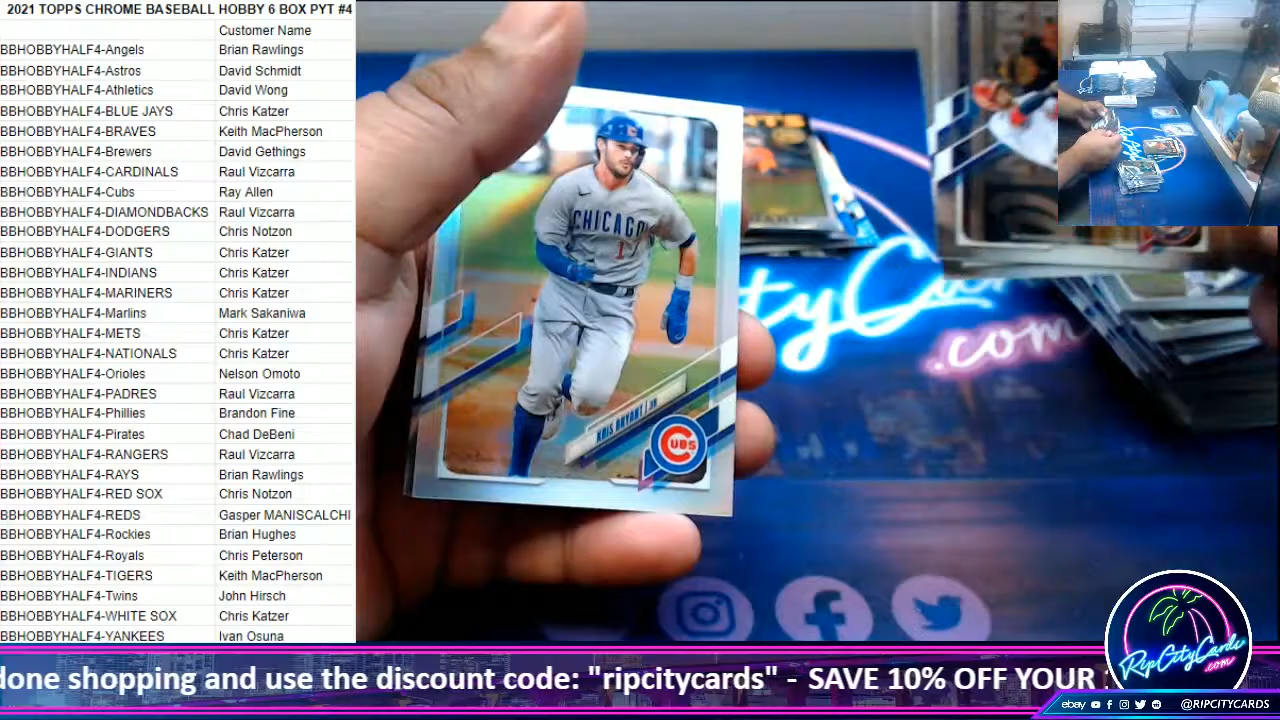 2021 TOPPS CHROME BASEBALL HOBBY 6 BOX PYT #4
Customer Name
BBHOBBYHALF4-Angels Brian Rawlings
BBHOBBYHALF4-Astros David Schmidt
BBHOBBYHALF4-Athletics David Wong
BBHOBBYHALF4-BLUE JAYS Chris Katzer
BBHOBBYHALF4-BRAVES Keith MacPherson
BBHOBBYHALF4-Brewers David Gethings
BBHOBBYHALF4-CARDINALS Raul Vizcarra
BBHOBBYHALF4-Cubs Ray Allen
BBHOBBYHALF4-DIAMONDBACKS Raul Vizcarra
BBHOBBYHALF4-DODGERS Chris Notzon
BBHOBBYHALF4-GIANTS Chris Katzer
BBHOBBYHALF4-INDIANS Chris Katzer
BBHOBBYHALF4-MARINERS Chris Katzer
BBHOBBYHALF4-Marlins Mark Sakaniwa
BBHOBBYHALF4-METS Chris Katzer
BBHOBBYHALF4-NATIONALS Chris Katzer
BBHOBBYHALF4-Orioles Nelson Omoto
BBHOBBYHALF4-PADRES Raul Vizcarra
BBHOBBYHALF4-Phillies Brandon Fine
BBHOBBYHALF4-Pirates Chad DeBeni
BBHOBBYHALF4-RANGERS Raul Vizcarra
BBHOBBYHALF4-RAYS Brian Rawlings
BBHOBBYHALF4-RED SOX Chris Notzon
BBHOBBYHALF4-REDS Gasper MANISCALCHI
BBHOBBYHALF4-Rockies Brian Hughes
BBHOBBYHALF4-Royals Chris Peterson
BBHOBBYHALF4-TIGERS Keith MacPherson
BBHOBBYHALF4-Twins John Hirsch
BBHOBBYHALF4-WHITE SOX Chris Katzer
BBHOBBYHALF4-YANKEES Ivan Osuna
CHICAGO
17
KRIS BRYANT | 3B
CUBS
tyC
.com
done shopping and use the discount code: "ripcitycards" - SAVE 10% OFF YOUR
RipCityCards
.com
ebay @RIPCITYCARDS